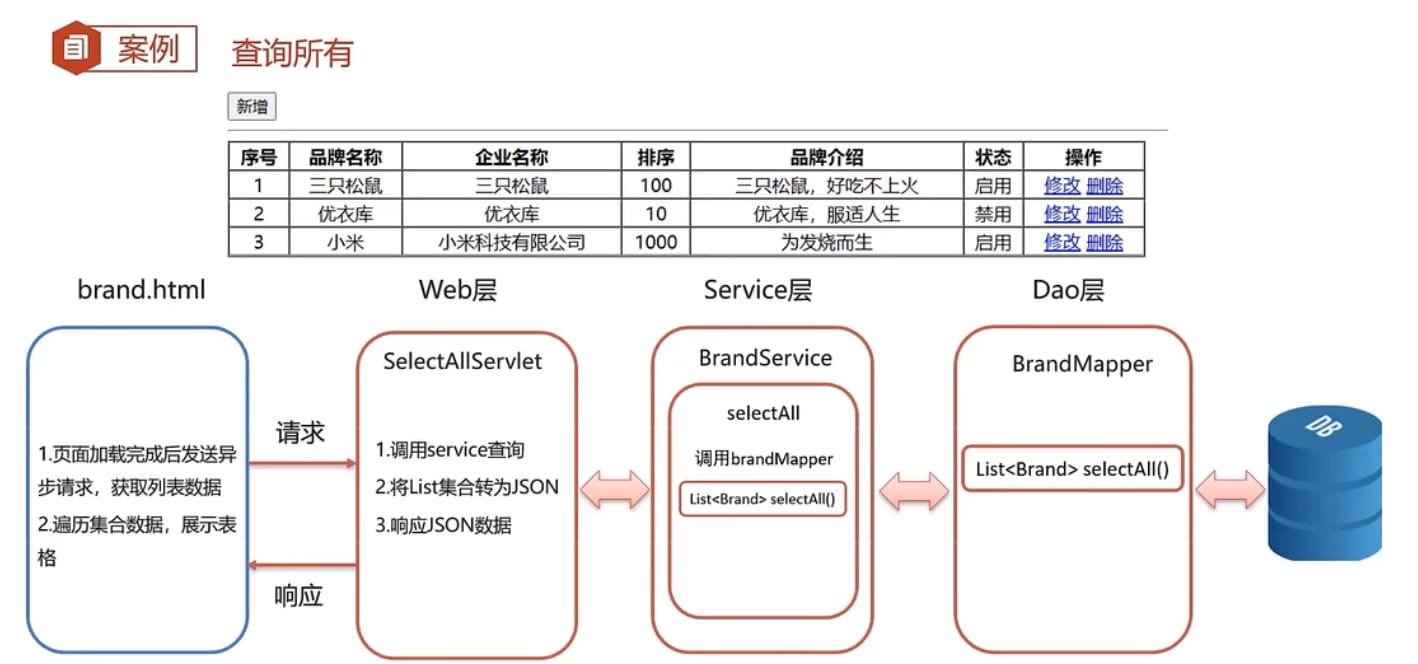 案例 查询所有
新增
序号 品牌名称 企业名称 排序 品牌介绍 状态 操作
1 三只松鼠 三只松鼠 100 三只松鼠，好吃不上火 启用 修改 删除
2 优衣库 优衣库 10 优衣库，服适人生 禁用 修改 删除
3 小米 小米科技有限公司 1000 为发烧而生 启用 修改 删除
brand.html
1.页面加载完成后发送异
步请求，获取列表数据
2.遍历集合数据，展示表
格
请求
响应
Web层
SelectAllServlet
1.调用service查询
2.将List集合转为JSON
3.响应JSON数据
Service层
BrandService
selectAll
调用brandMapper
List<Brand> selectAll()
Dao层
BrandMapper
List<Brand> selectAll()
DB